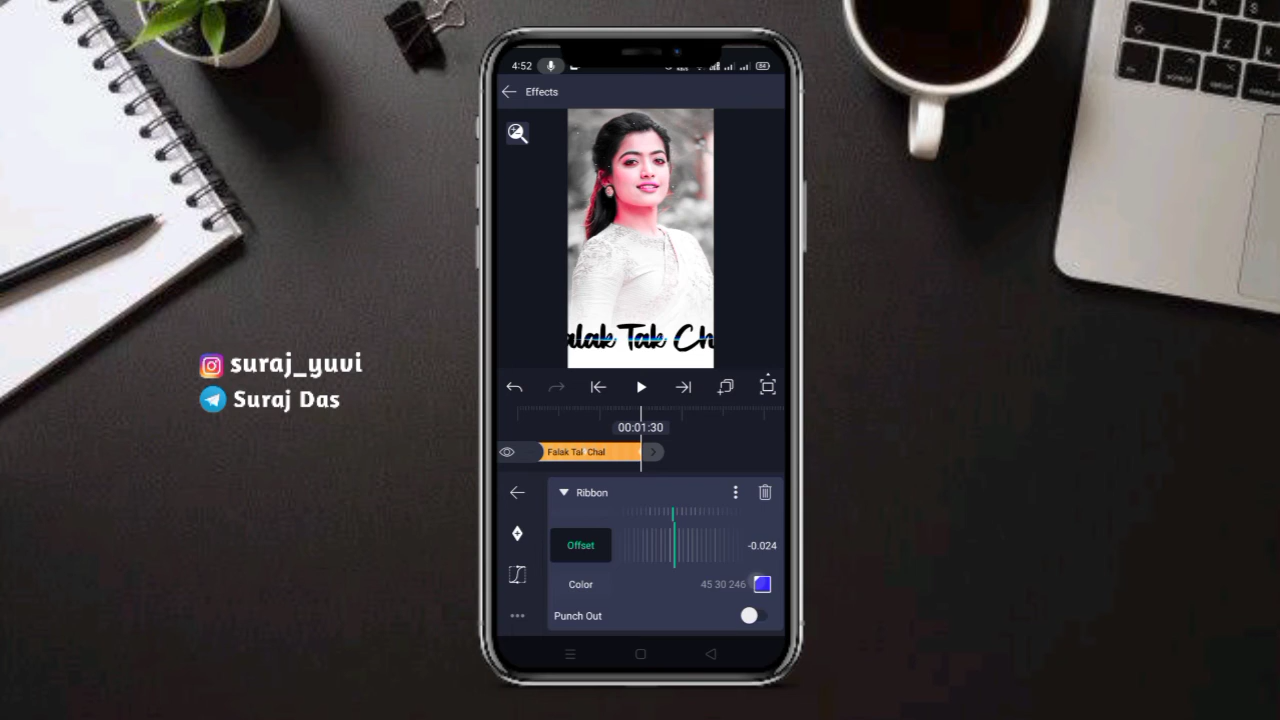 4:52
Effects
alak Tak Ch
00:01:30
Falak Tak Chal
Ribbon
Offset
-0.024
Color
45 30 246
Punch Out
suraj_yuvi
Suraj Das